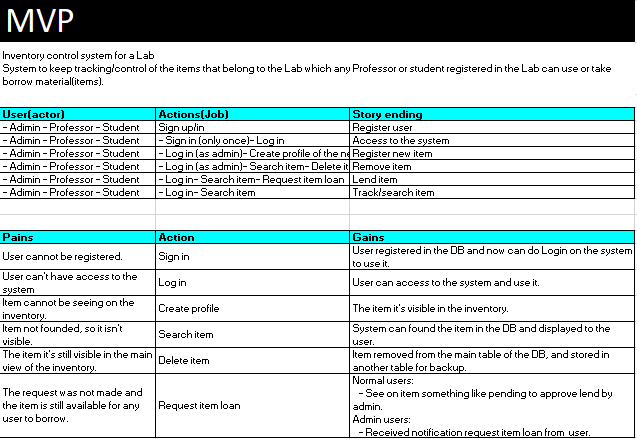 MVP
Inventory control system for a Lab
System to keep tracking/control of the items that belong to the Lab which any Professor or student registered in the Lab can use or take
borrow material(items).
User(actor) Actions(Job) Story ending
- Admin - Professor - Student Sign up/in Register user
- Admin - Professor - Student - Sign in (only once)- Log in Access to the system
- Admin - Professor - Student - Log in (as admin)- Create profile of the ne Register new item
- Admin - Professor - Student - Log in (as admin)- Search item- Delete it Remove item
- Admin - Professor - Student - Log in- Search item- Request item loan Lend item
- Admin - Professor - Student - Log in- Search item Track/search item
Pains Action Gains
User cannot be registered. Sign in User registered in the DB and now can do Login on the system
to use it.
User can't have access to the
system Log in User can access to the system and use it.
Item cannot be seeing on the
inventory. Create profile The item it's visible in the inventory.
Item not founded, so it isn't
visible. Search item System can found the item in the DB and displayed to the
user.
The item it's still visible in the main
view of the inventory. Delete item Item removed from the main table of the DB, and stored in
another table for backup.
The request was not made and
the item is still available for any
user to borrow. Request item loan Normal users:
- See on item something like pending to approve lend by
admin.
Admin users:
- Received notification request item loan from user.